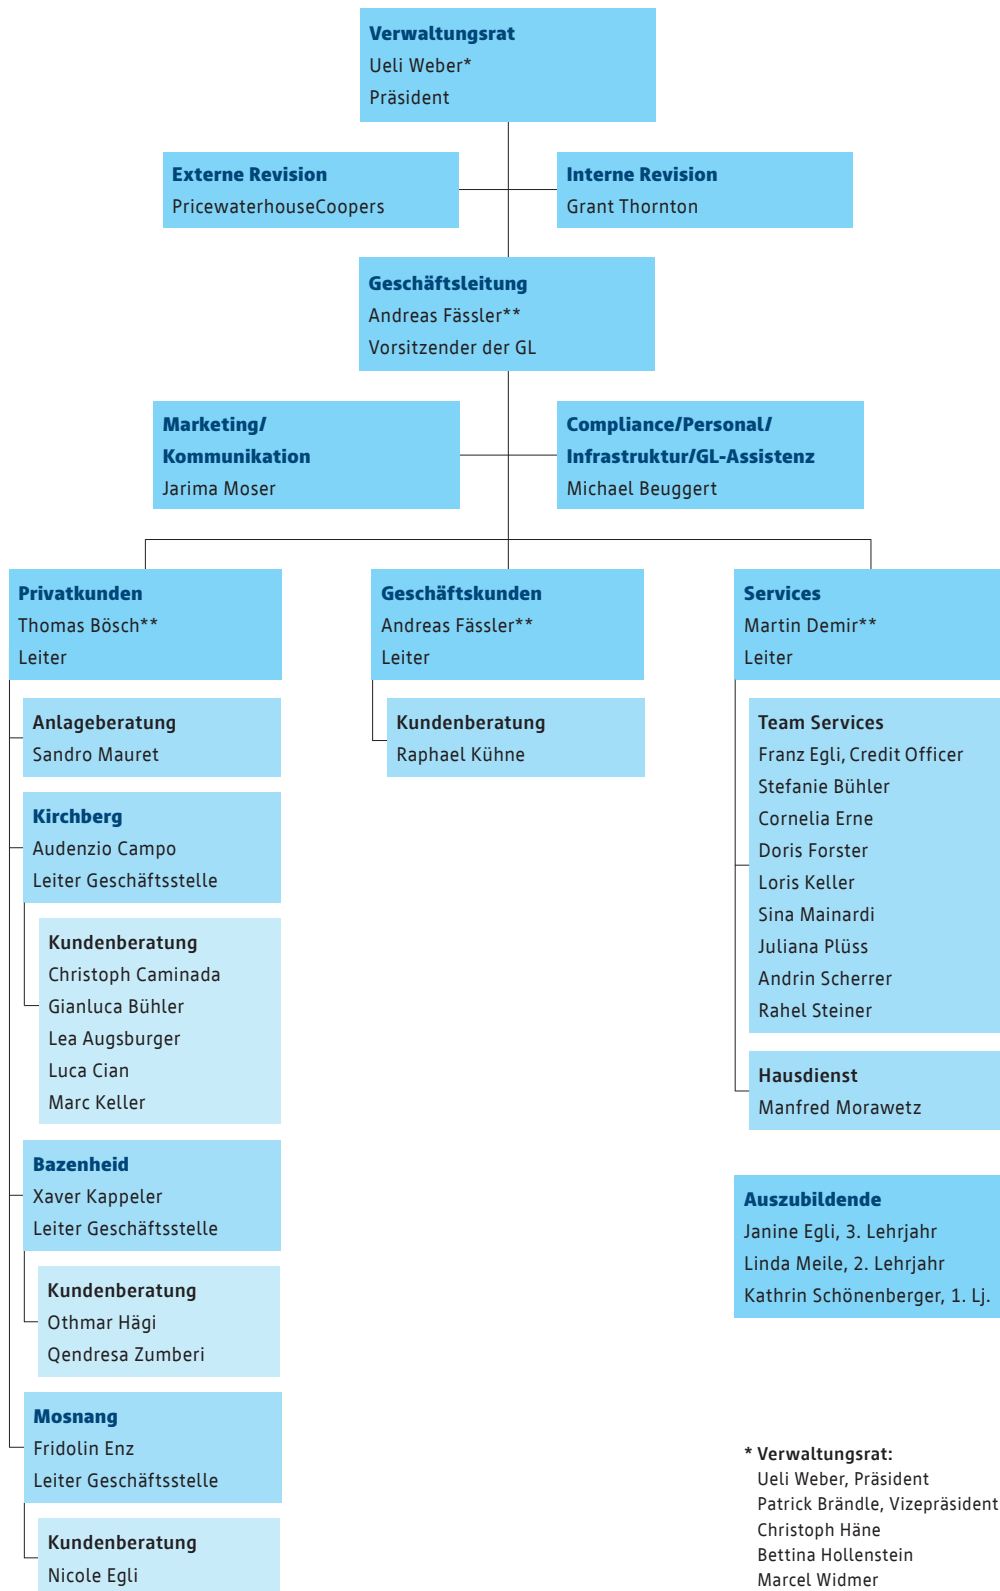 Verwaltungsrat
Ueli Weber*
Präsident
Externe Revision
PricewaterhouseCoopers
Interne Revision
Grant Thornton
Geschäftsleitung
Andreas Fässler**
Vorsitzender der GL
Marketing/
Kommunikation
Jarima Moser
Compliance/Personal/
Infrastruktur/GL-Assistenz
Michael Beuggert
Privatkunden
Thomas Bösch**
Leiter
Anlageberatung
Sandro Mauret
Kirchberg
Audenzio Campo
Leiter Geschäftsstelle
Kundenberatung
Christoph Caminada
Gianluca Bühler
Lea Augsburger
Luca Cian
Marc Keller
Bazenheid
Xaver Kappeler
Leiter Geschäftsstelle
Kundenberatung
Othmar Hägi
Qendresa Zumberi
Mosnang
Fridolin Enz
Leiter Geschäftsstelle
Kundenberatung
Nicole Egli
Geschäftskunden
Andreas Fässler**
Leiter
Kundenberatung
Raphael Kühne
Services
Martin Demir**
Leiter
Team Services
Franz Egli, Credit Officer
Stefanie Bühler
Cornelia Erne
Doris Forster
Loris Keller
Sina Mainardi
Juliana Plüss
Andrin Scherrer
Rahel Steiner
Hausdienst
Manfred Morawetz
Auszubildende
Janine Egli, 3. Lehrjahr
Linda Meile, 2. Lehrjahr
Kathrin Schönenberger, 1. Lj.
* Verwaltungsrat:
Ueli Weber, Präsident
Patrick Brändle, Vizepräsident
Christoph Häne
Bettina Hollenstein
Marcel Widmer